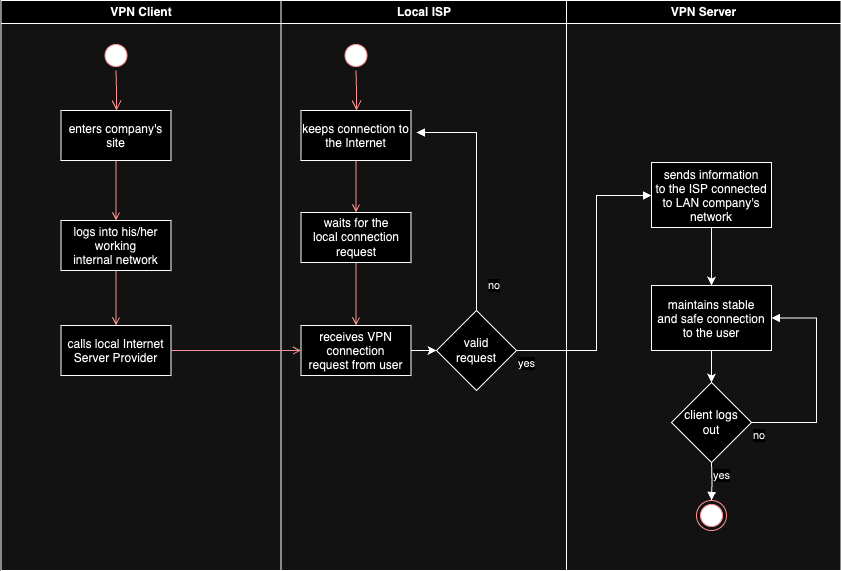 VPN Client
Local ISP
VPN Server
enters company's
site
logs into his/her
working
internal network
calls local Internet
Server Provider
keeps connection to
the Internet
waits for the
local connection
request
receives VPN
connection
request from user
valid
request
no
yes
sends information
to the ISP connected
to LAN company's
network
maintains stable
and safe connection
to the user
client logs
out
no
yes